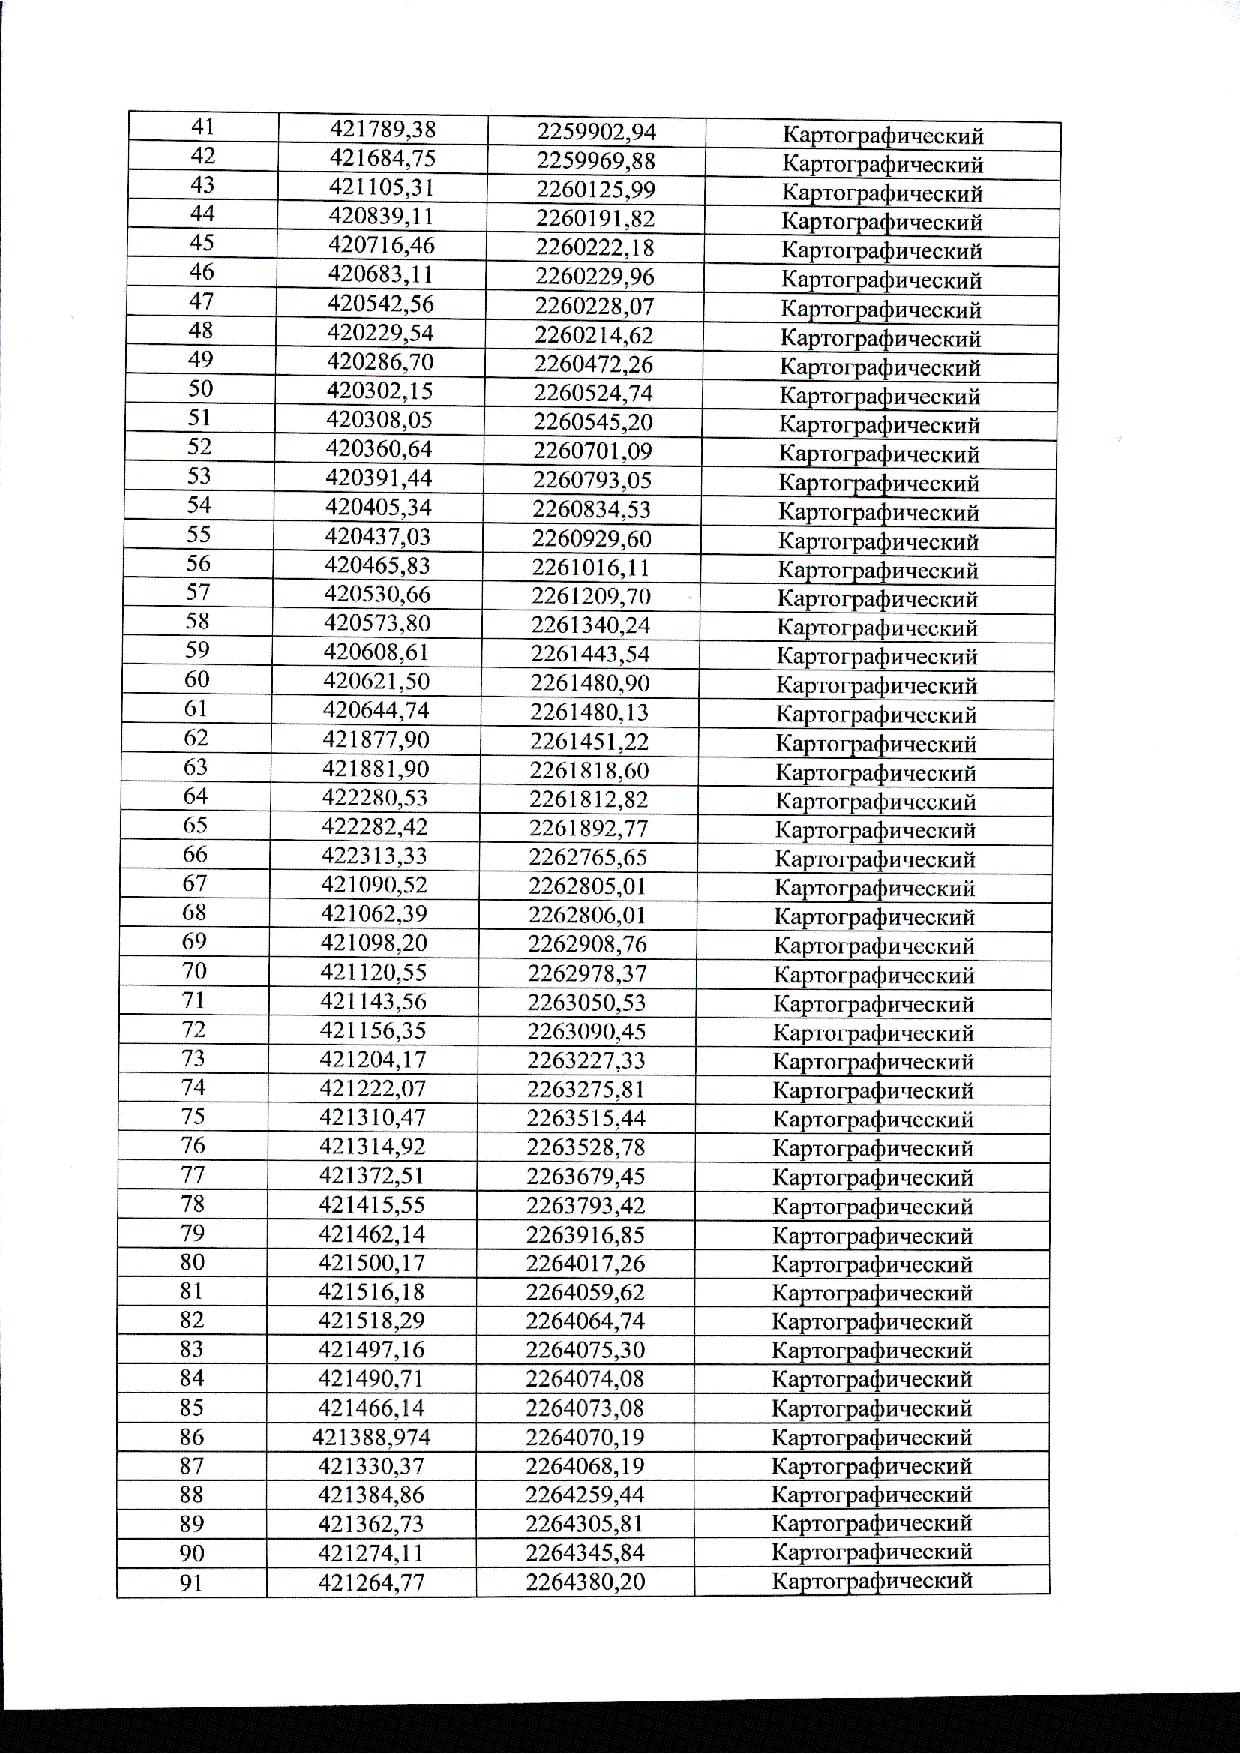 41 421789,38 2259902,94 Картографический
42 421684,75 2259969,88 Картографический
43 421105,31 2260125,99 Картографический
44 420839,11 2260191,82 Картографический
45 420716,46 2260222,18 Картографический
46 420683,11 2260229,96 Картографический
47 420542,56 2260228,07 Картографический
48 420229,54 2260214,62 Картографический
49 420286,70 2260472,26 Картографический
50 420302,15 2260524,74 Картографический
51 420308,05 2260545,20 Картографический
52 420360,64 2260701,09 Картографический
53 420391,44 2260793,05 Картографический
54 420405,34 2260834,53 Картографический
55 420437,03 2260929,60 Картографический
56 420465,83 2261016,11 Картографический
57 420530,66 2261209,70 Картографический
58 420573,80 2261340,24 Картографический
59 420608,61 2261443,54 Картографический
60 420621,50 2261480,90 Картографический
61 420644,74 2261480,13 Картографический
62 421877,90 2261451,22 Картографический
63 421881,90 2261818,60 Картографический
64 422280,53 2261812,82 Картографический
65 422282,42 2261892,77 Картографический
66 422313,33 2262765,65 Картографический
67 421090,52 2262805,01 Картографический
68 421062,39 2262806,01 Картографический
69 421098,20 2262908,76 Картографический
70 421120,55 2262978,37 Картографический
71 421143,56 2263050,53 Картографический
72 421156,35 2263090,45 Картографический
73 421204,17 2263227,33 Картографический
74 421222,07 2263275,81 Картографический
75 421310,47 2263515,44 Картографический
76 421314,92 2263528,78 Картографический
77 421372,51 2263679,45 Картографический
78 421415,55 2263793,42 Картографический
79 421462,14 2263916,85 Картографический
80 421500,17 2264017,26 Картографический
81 421516,18 2264059,62 Картографический
82 421518,29 2264064,74 Картографический
83 421497,16 2264075,30 Картографический
84 421490,71 2264074,08 Картографический
85 421466,14 2264073,08 Картографический
86 421388,974 2264070,19 Картографический
87 421330,37 2264068,19 Картографический
88 421384,86 2264259,44 Картографический
89 421362,73 2264305,81 Картографический
90 421274,11 2264345,84 Картографический
91 421264,77 2264380,20 Картографический